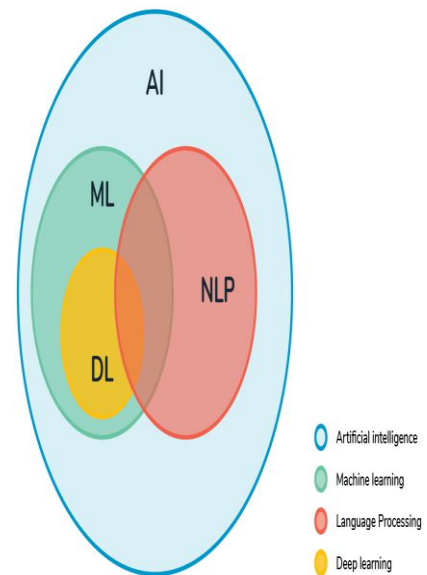 AI
ML
NLP
DL
Artificial intelligence
Machine learning
Language Processing
Deep learning